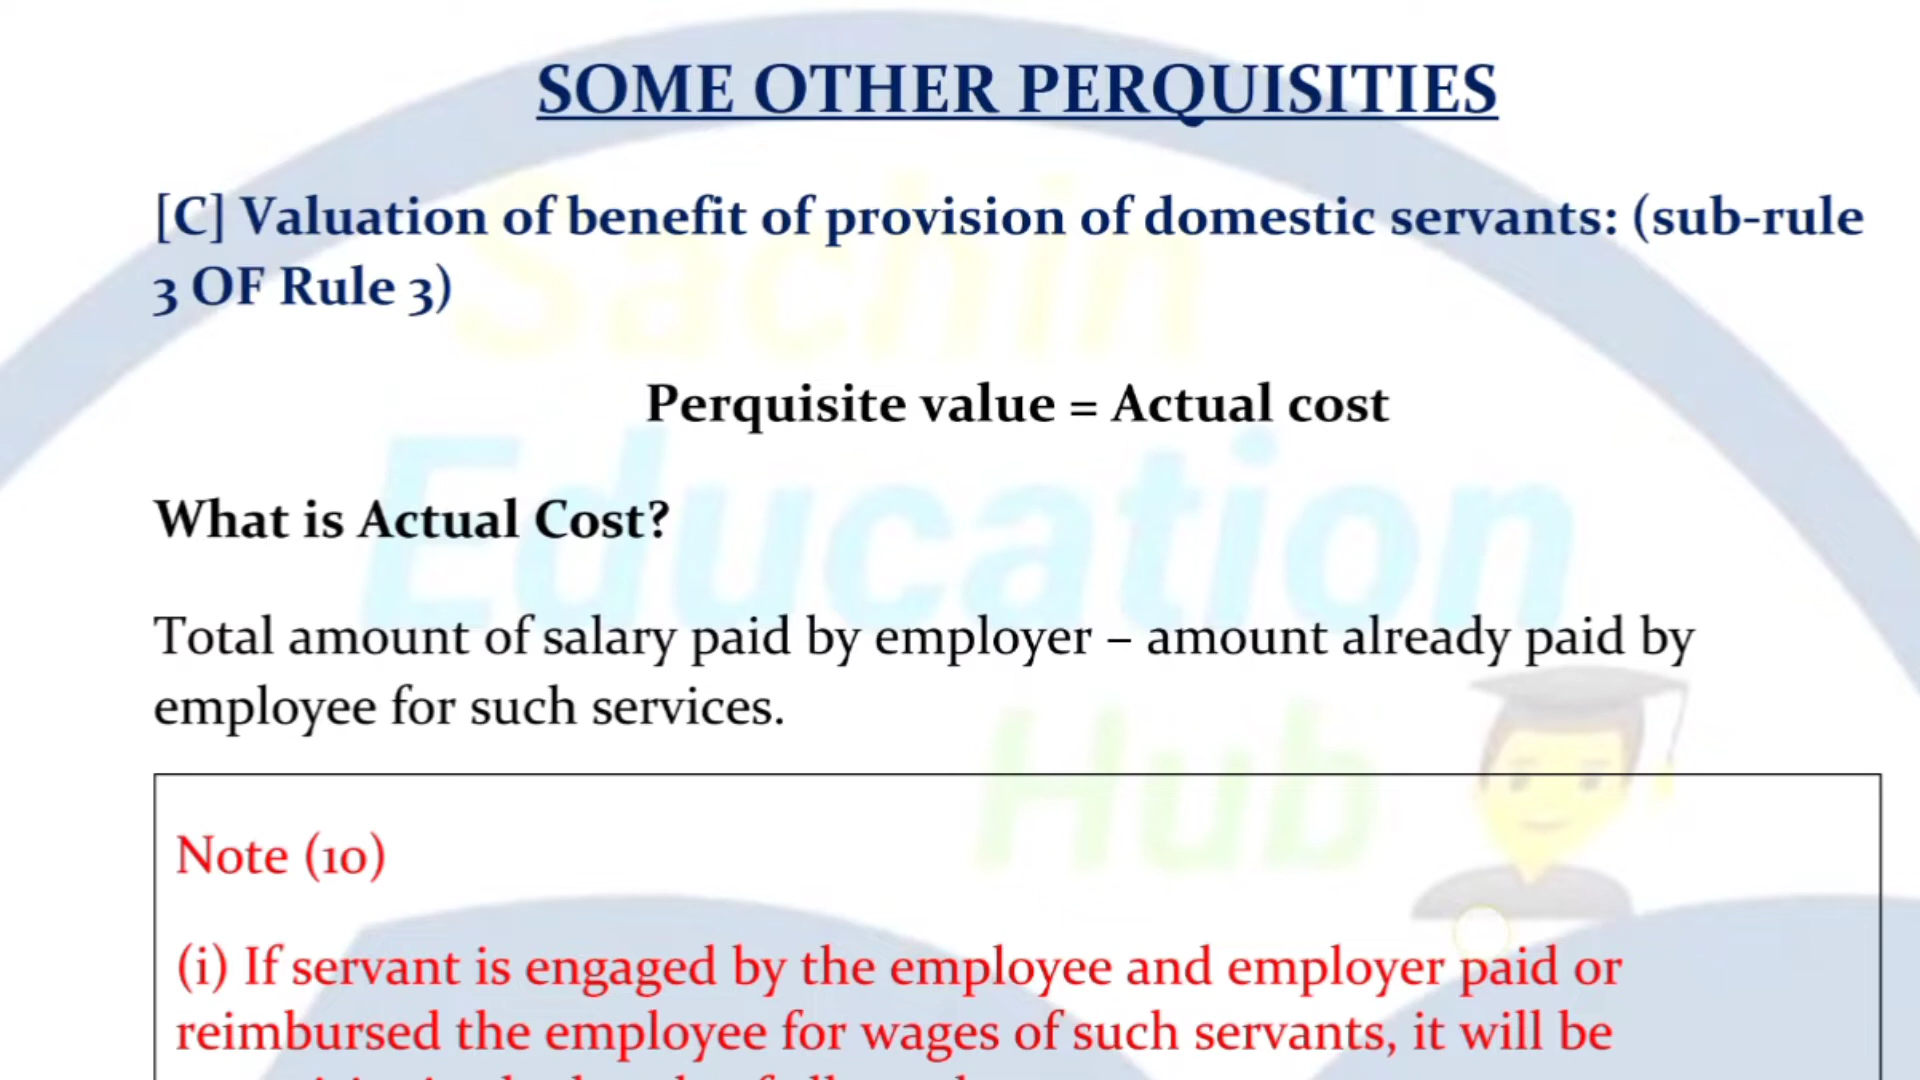 SOME OTHER PERQUISITIES
[C] Valuation of benefit of provision of domestic servants: (sub-rule
3 OF Rule 3)
Perquisite value = Actual cost
What is Actual Cost?
Total amount of salary paid by employer – amount already paid by
employee for such services.
Note (10)
(i) If servant is engaged by the employee and employer paid or
reimbursed the employee for wages of such servants, it will be
Sachin
Education
Hub